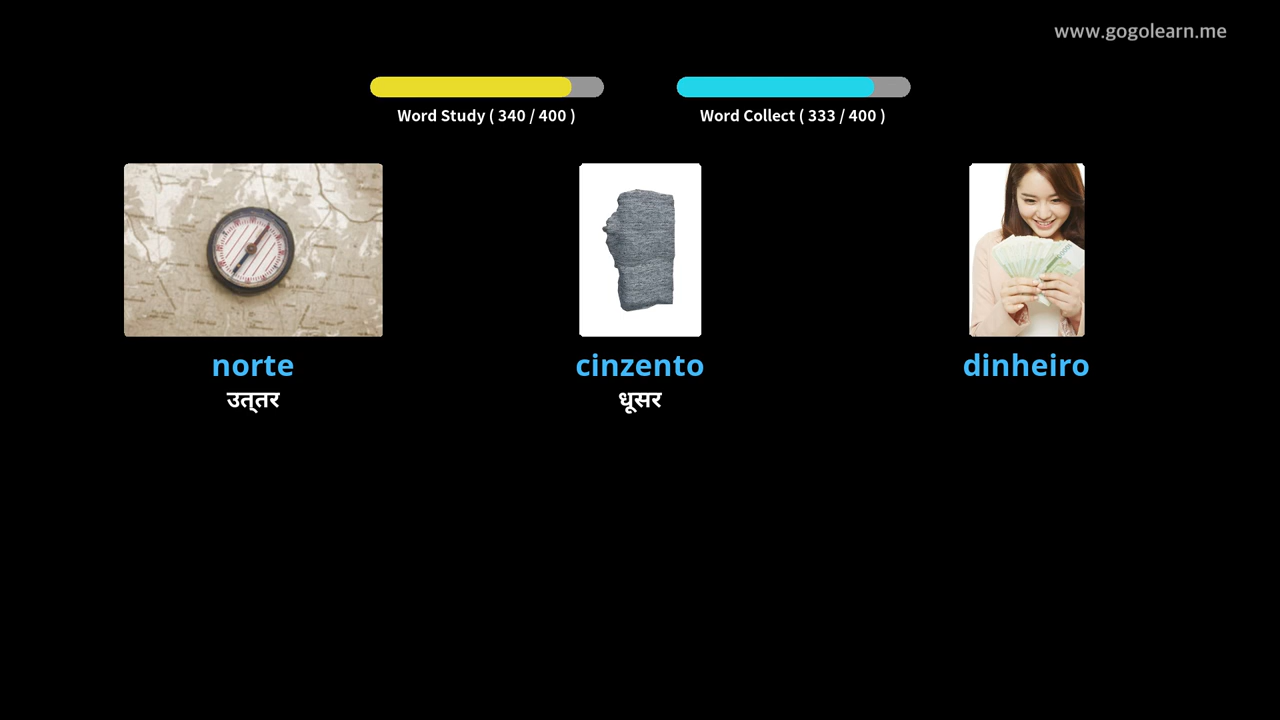 www.gogolearn.me
Word Study ( 340 / 400 )
Word Collect ( 333 / 400 )
norte
cinzento
dinheiro
उत्‌तर
धूसर